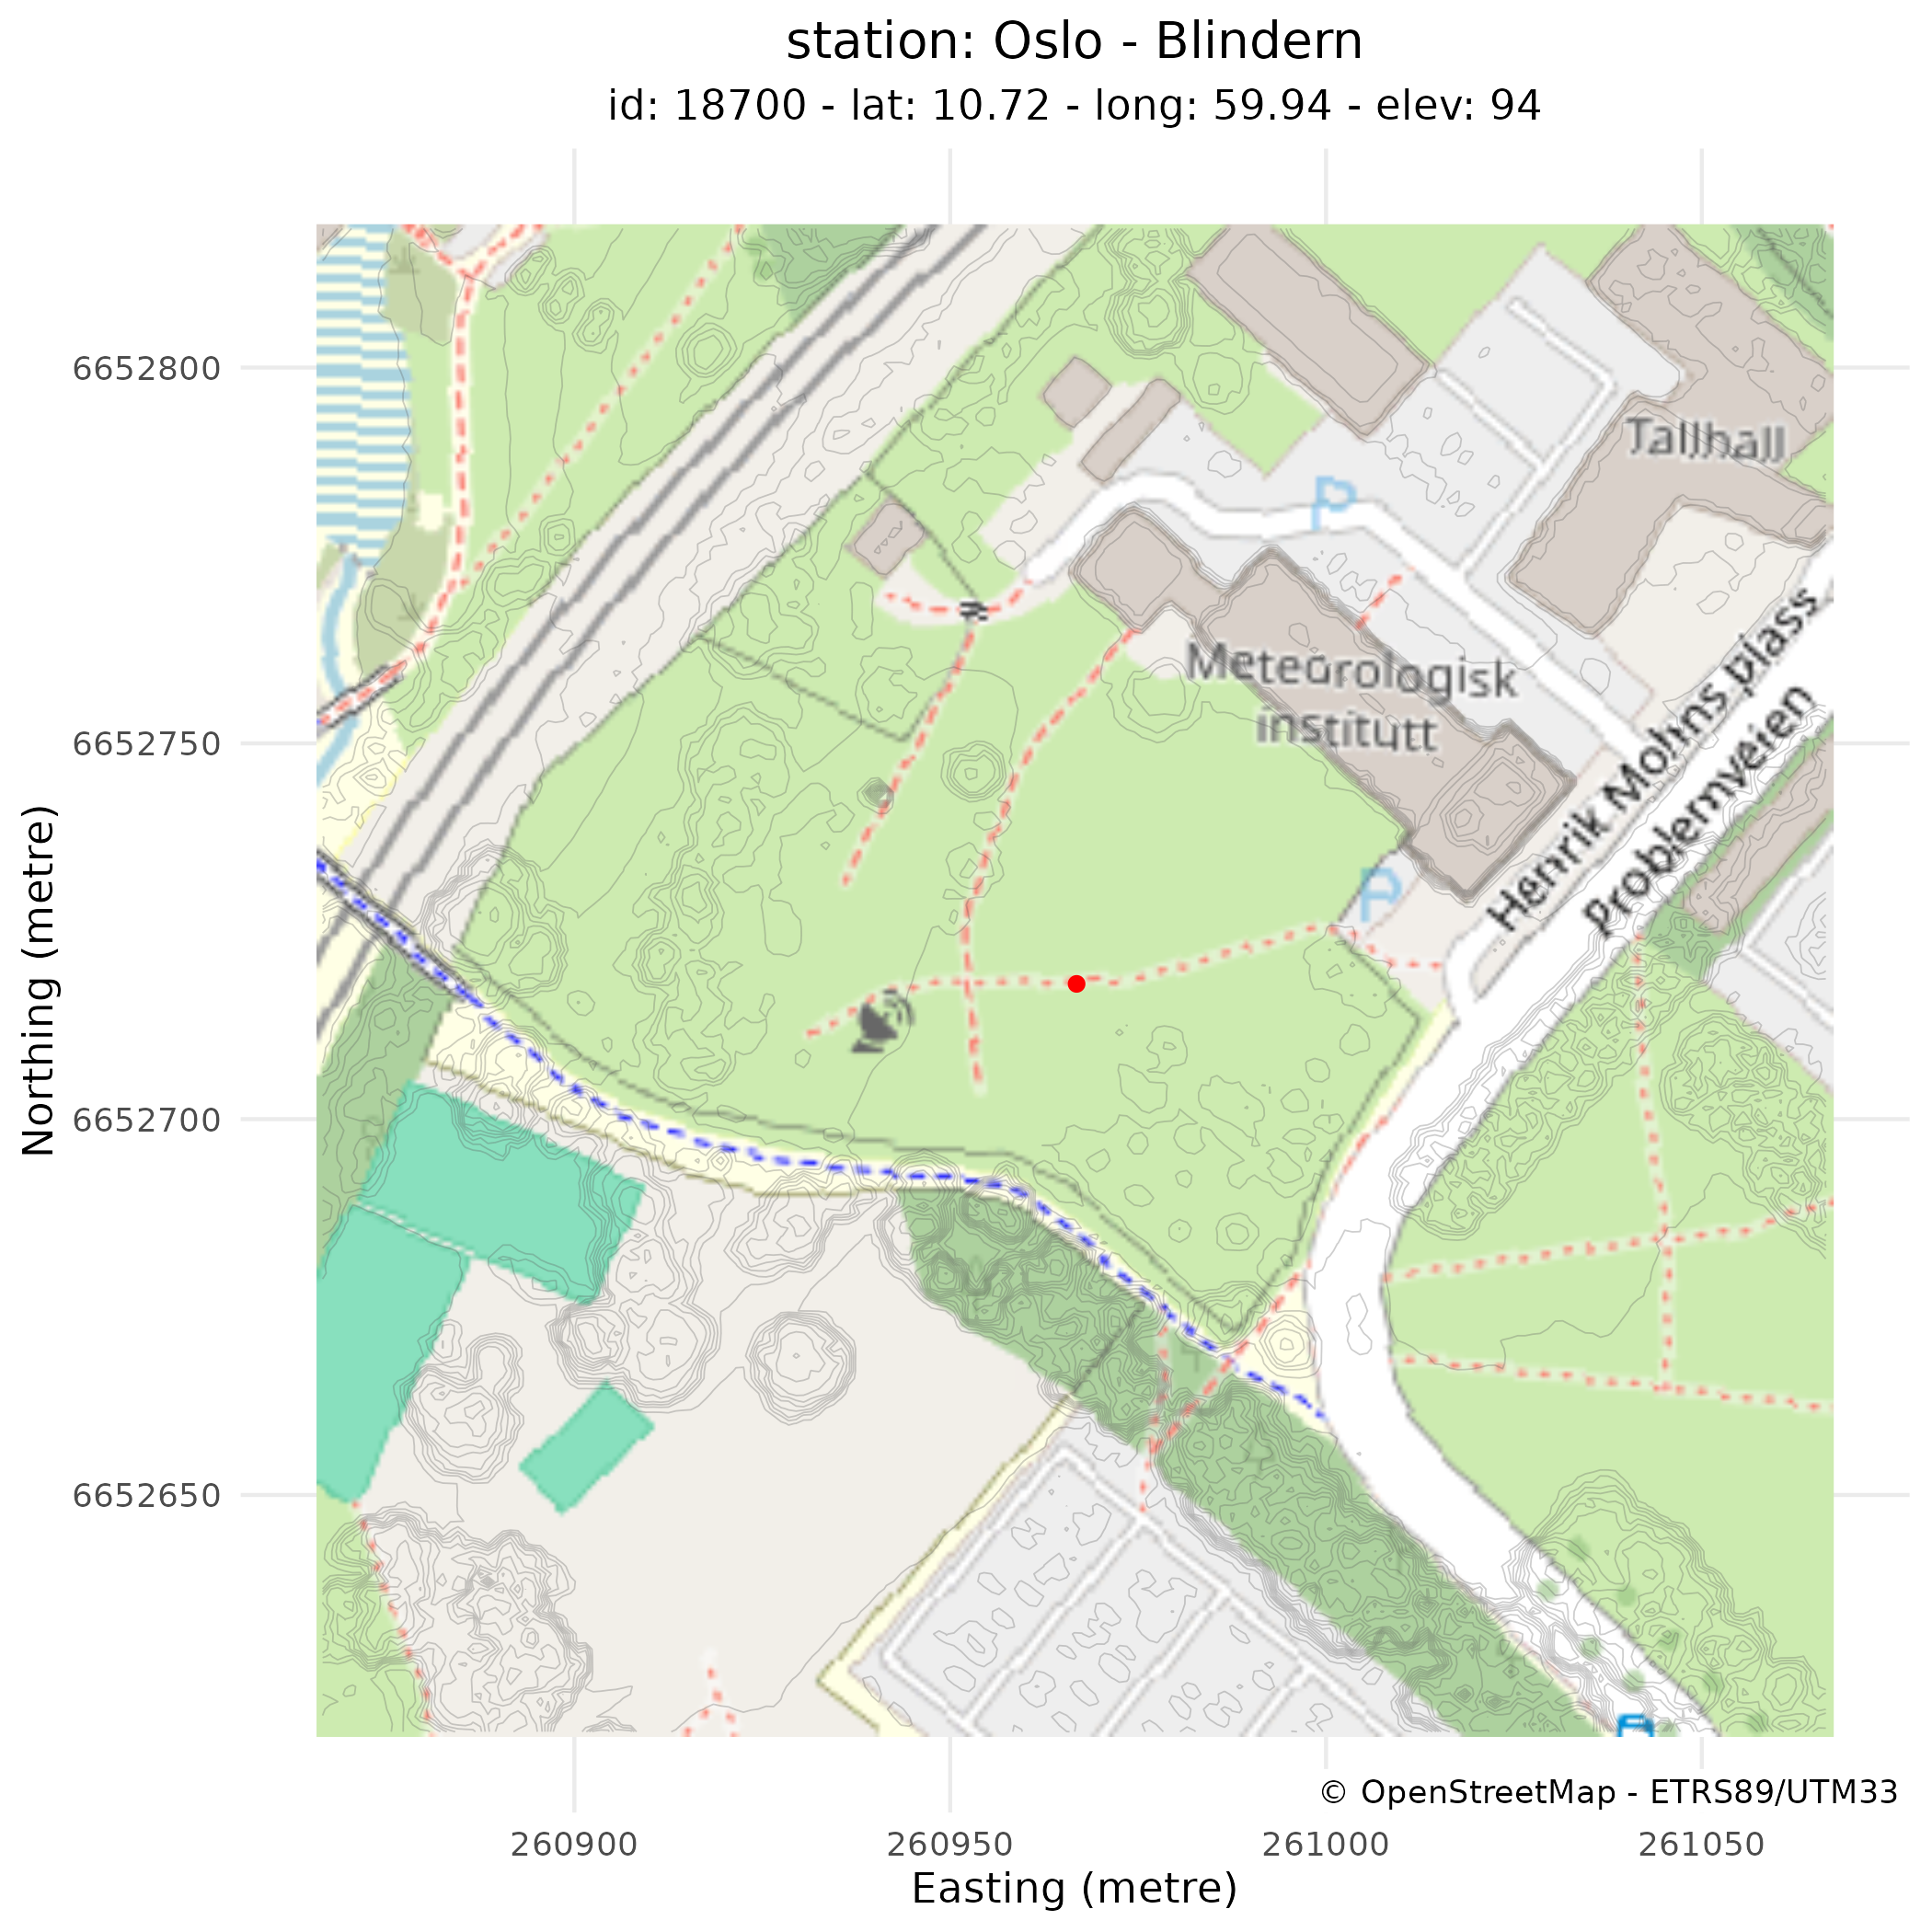 station: Oslo - Blindern
id: 18700 - lat: 10.72 - long: 59.94 - elev: 94
Northing (metre)
6652800
6652750
6652700
6652650
Tallhall
P
Meteorologisk
institutt
Henrik Mohns plass
Problemveien
P
© OpenStreetMap - ETRS89/UTM33
260900
260950
261000
261050
Easting (metre)